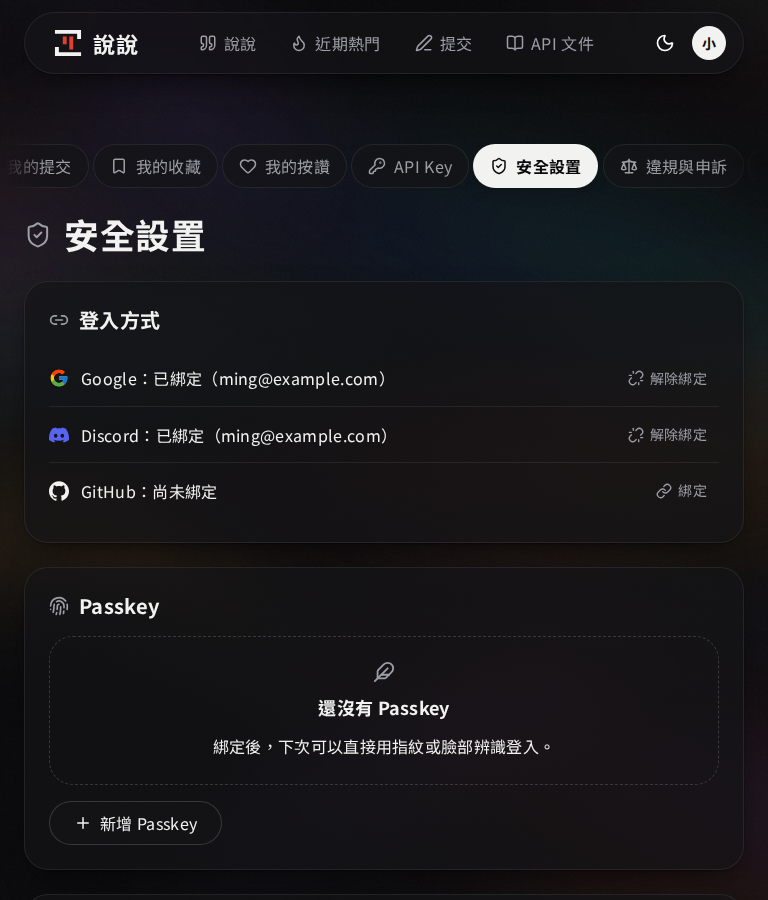 說說
說說
近期熱門
提交
API 文件
小
我的提交
我的收藏
我的按讚
API Key
安全設置
違規與申訴
安全設置
登入方式
Google：已綁定（ming@example.com）
解除綁定
Discord：已綁定（ming@example.com）
解除綁定
GitHub：尚未綁定
綁定
Passkey
還沒有 Passkey
綁定後，下次可以直接用指紋或臉部辨識登入。
新增 Passkey